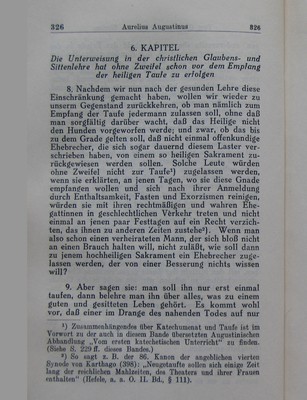 326 Aurelius Augustinus 326
6. KAPITEL
Die Unterweisung in der christlichen Glaubens- und
Sittenlehre hat ohne Zweifel schon vor dem Empfang
der heiligen Taufe zu erfolgen
8. Nachdem wir nun nach der gesunden Lehre diese
Einschränkung gemacht haben, wollen wir wieder zu
unserm Gegenstand zurückkehren, ob man nämlich zum
Empfang der Taufe jedermann zulassen soll, ohne daß
man sorgfältig darüber wacht, daß das Heilige nicht
den Hunden vorgeworfen werde; und zwar, ob das bis
zu dem Grade gelten soll, daß nicht einmal offenkundige
Ehebrecher, die sich sogar dauernd diesem Laster ver-
schrieben haben, von einem so heiligen Sakrament zu-
rückgewiesen werden sollen. Solche Leute würden
ohne Zweifel nicht zur Taufe¹) zugelassen werden,
wenn sie erklärten, an jenen Tagen, wo sie diese Gnade
empfangen wollen und sich nach ihrer Anmeldung
durch Enthaltsamkeit, Fasten und Exorzismen reinigen,
würden sie mit ihren rechtmäßigen und wahren Ehe-
gattinnen in geschlechtlichen Verkehr treten und nicht
einmal an jenen paar Festtagen auf ein Recht verzich-
ten, das ihnen zu anderen Zeiten zustehe²). Wenn man
also schon einen verheirateten Mann, der sich bloß nicht
an einen Brauch halten will, nicht zuläßt, wie soll dann
zu jenem hochheiligen Sakrament ein Ehebrecher zuge-
lassen werden, der von einer Besserung nichts wissen
will?
9. Aber sagen sie: man soll ihn nur erst einmal
taufen, dann belehre man ihn über alles, was zu einem
guten und gesitteten Leben gehört. Es kommt wohl
vor, daß einer im Drange des nahenden Todes auf nur
¹) Zusammenhängendes über Katechumenat und Taufe ist im
Vorwort zu der auch in diesem Bande übersetzten Augustinischen
Abhandlung „Vom ersten katechetischen Unterricht" zu finden.
(Siehe S. 229 ff. dieses Bandes.)
²) So sagt z. B. der 86. Kanon der angeblichen vierten
Synode von Karthago (398): „Neugetaufte sollen sich einige Zeit
lang der reichlichen Mahlzeiten, des Theaters und ihrer Frauen
enthalten" (Hefele, a. a. O. II. Bd., § 111).